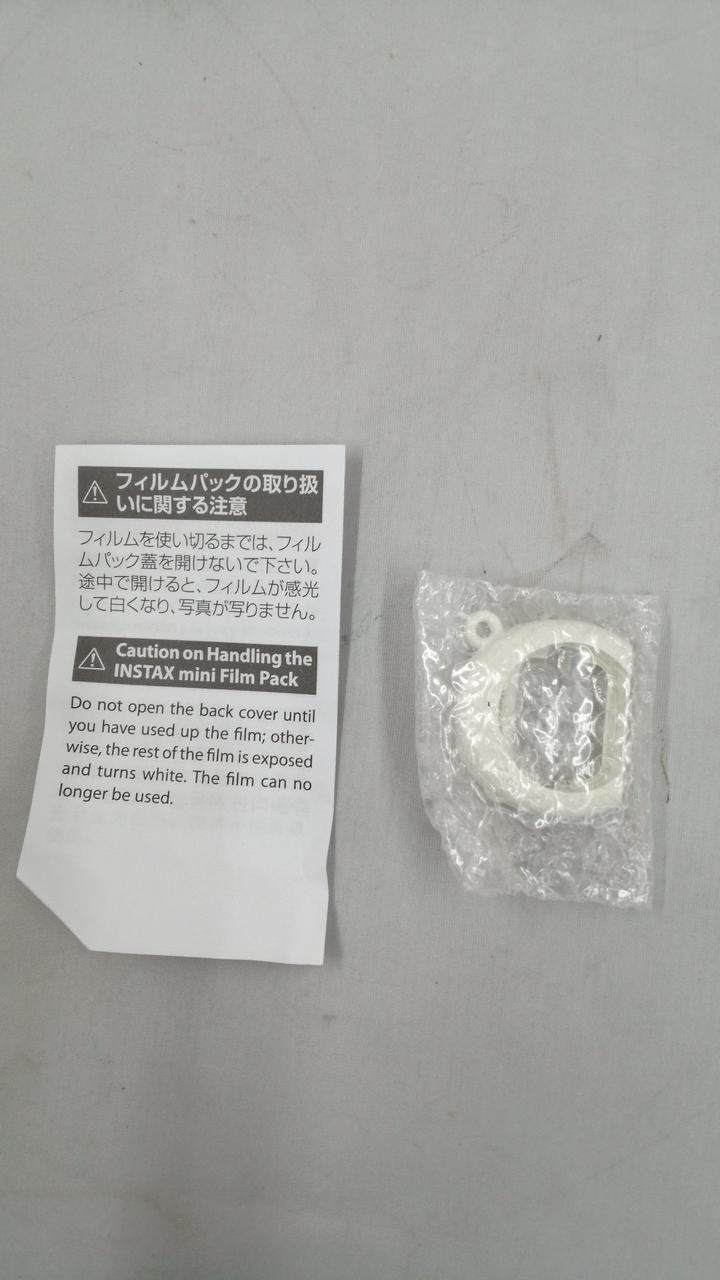 フィルムパックの取り扱
いに関する注意
フィルムを使い切るまでは、フィル
ムパック蓋を開けないで下さい。
途中で開けると、フィルムが感光
して白くなり、写真が写りません。
Caution on Handling the
INSTAX mini Film Pack
Do not open the back cover until
you have used up the film; other-
wise, the rest of the film is exposed
and turns white. The film can no
longer be used.